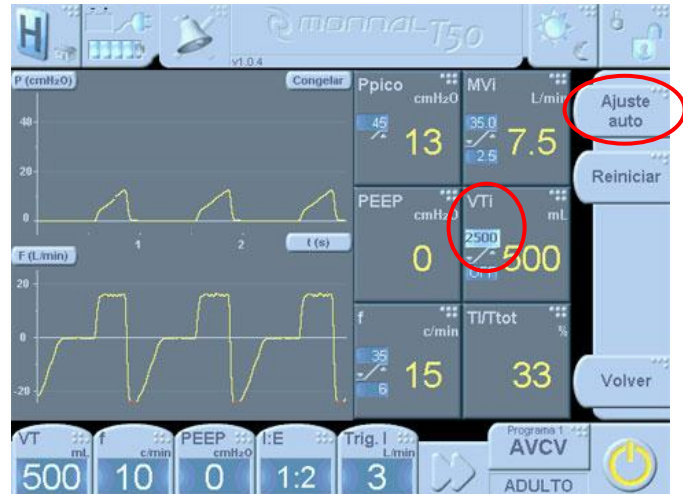 H
monnal T50
v1.0.4
P (cmH2O)
Congelar
40
20
0
1
2
t (s)
F (L/min)
20
0
-20
Ppico
cmH2O
45
13
MVi
L/min
35.0
2.5
7.5
PEEP
cmH2O
0
VTi
mL
2500
OFF
500
f
c/min
35
6
15
TI/Ttot
%
33
Ajuste
auto
Reiniciar
Volver
VT
mL
500
f
c/min
10
PEEP
cmH2O
0
I:E
1:2
Trig. I
L/min
3
Programa 1
AVCV
ADULTO